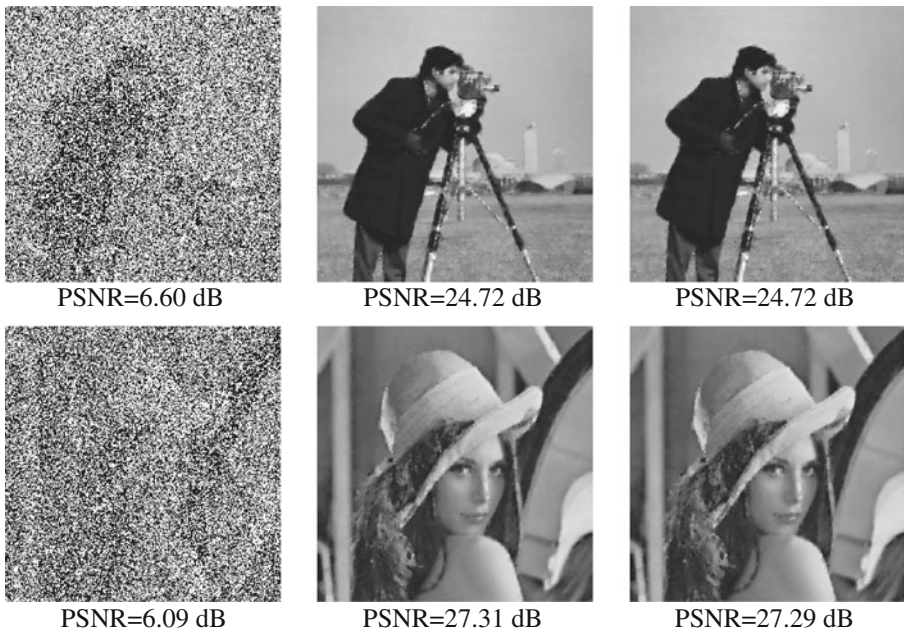 PSNR=6.60 dB
PSNR=24.72 dB
PSNR=24.72 dB
PSNR=6.09 dB
PSNR=27.31 dB
PSNR=27.29 dB